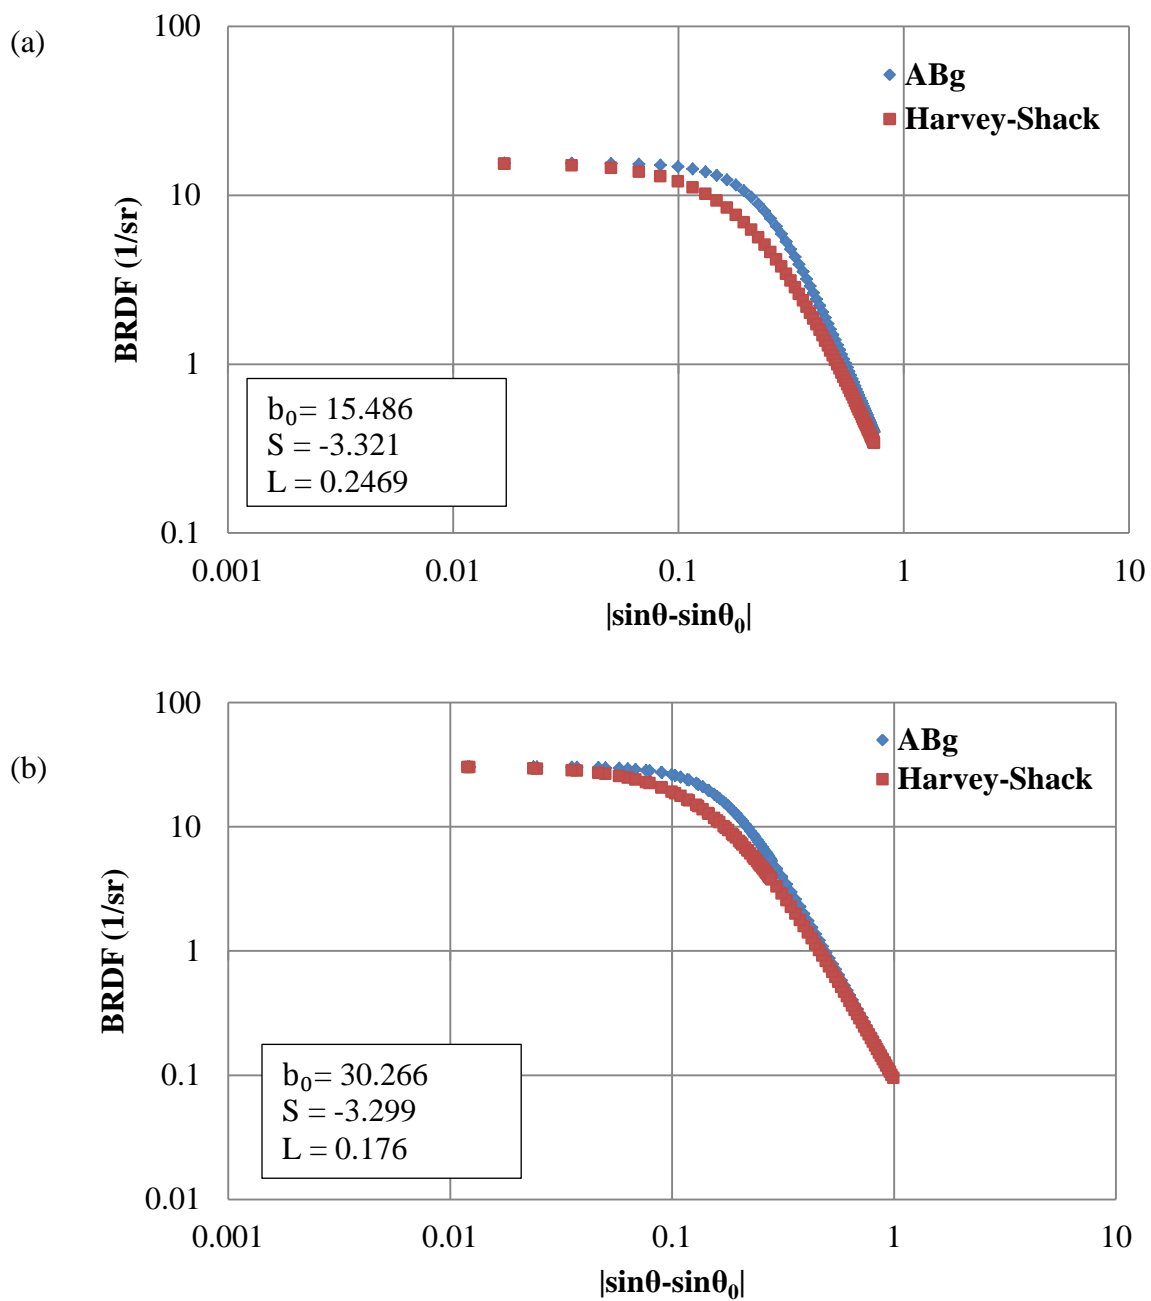 (a)
100
10
1
0.1
BRDF (1/sr)
ABg
Harvey-Shack
b₀= 15.486
S = -3.321
L = 0.2469
0.001 0.01 0.1 1 10
|sinθ-sinθ₀|
(b)
100
10
1
0.1
0.01
BRDF (1/sr)
ABg
Harvey-Shack
b₀= 30.266
S = -3.299
L = 0.176
0.001 0.01 0.1 1 10
|sinθ-sinθ₀|